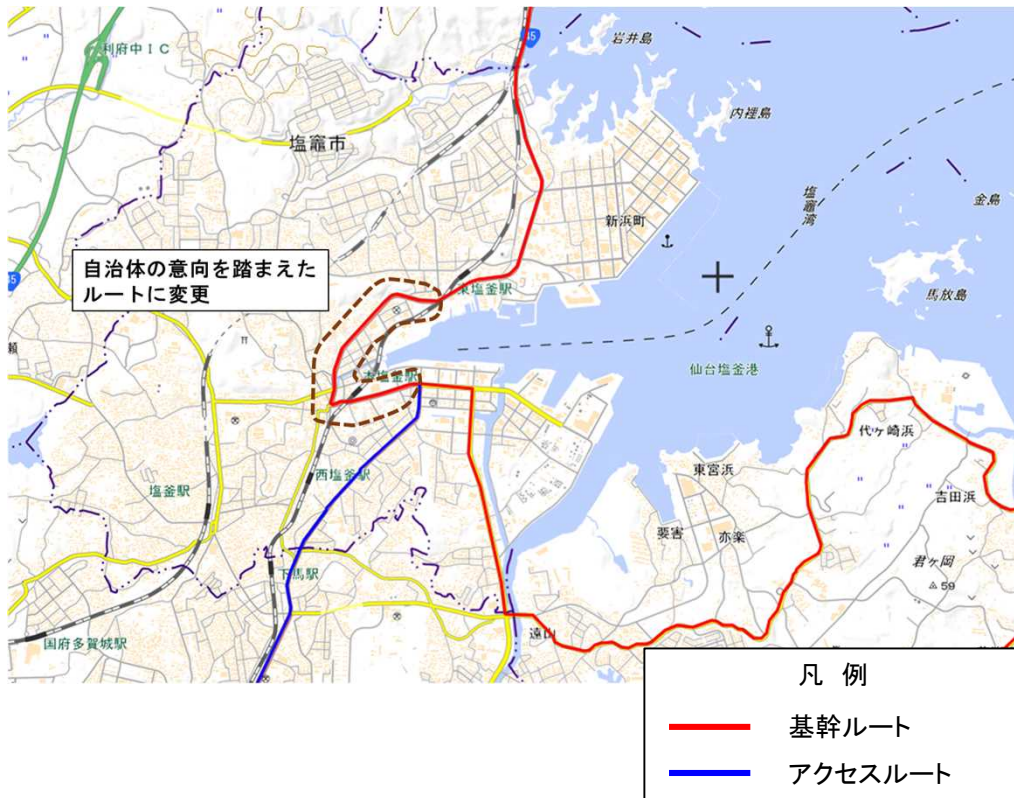 利府中IC
45
岩井島
内裡島
塩竈市
塩竈湾
金島
新浜町
自治体の意向を踏まえた
ルートに変更
東塩釜駅
馬放島
瀬
本塩釜駅
仙台塩釜港
代ヶ崎浜
西塩釜駅
東宮浜
塩釜駅
吉田浜
要害
亦楽
君ヶ岡
59
下馬駅
国府多賀城駅
遠山
凡 例
基幹ルート
アクセスルート